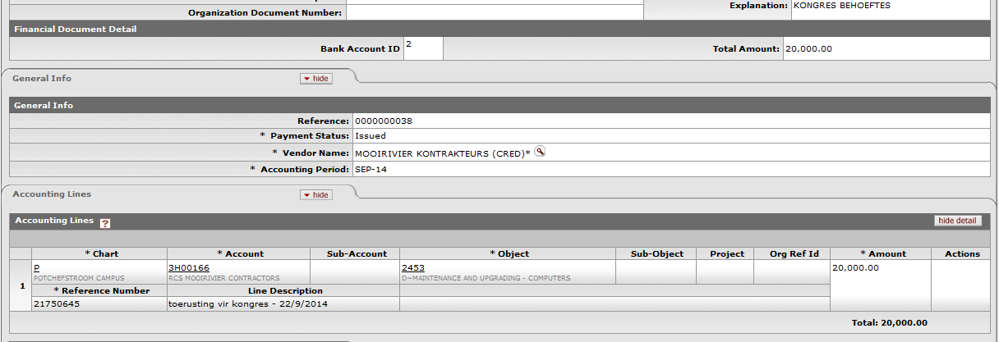 Organization Document Number:
Explanation: KONGRES BEHOEFTES
Financial Document Detail
Bank Account ID 2 Total Amount: 20,000.00
General Info hide
General Info
Reference: 0000000038
* Payment Status: Issued
* Vendor Name: MOOIRIVIER KONTRAKTEURS (CRED)*
* Accounting Period: SEP-14
Accounting Lines hide
Accounting Lines ? hide detail
* Chart * Account Sub-Account * Object Sub-Object Project Org Ref Id * Amount Actions
1 P 3H00166 2453 20,000.00
POTCHEFSTROOM CAMPUS RCS MOOIRIVIER CONTRACTORS D~MAINTENANCE AND UPGRADING - COMPUTERS
* Reference Number Line Description
21750645 toerusting vir kongres - 22/9/2014
Total: 20,000.00